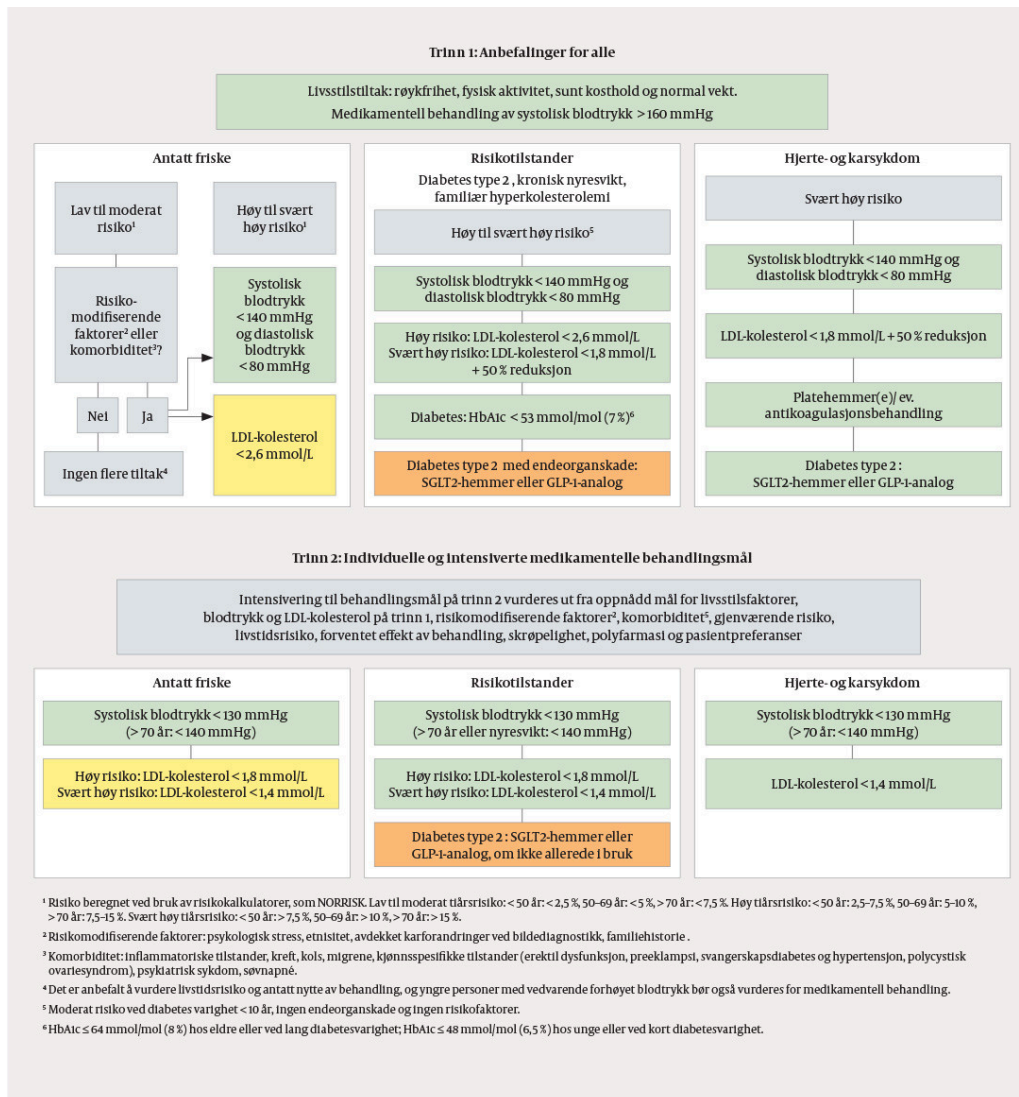 Trinn 1: Anbefalinger for alle
Livsstilstiltak: røykfrihet, fysisk aktivitet, sunt kosthold og normal vekt.
Medikamentell behandling av systolisk blodtrykk >160 mmHg
Antatt friske
Lav til moderat
risiko¹
Høy til svært
høy risiko¹
Risiko-
modifiserende
faktorer² eller
komorbiditet³?
Systolisk
blodtrykk
<140 mmHg
og diastolisk
blodtrykk
<80 mmHg
Nei
Ja
LDL-kolesterol
<2,6 mmol/L
Ingen flere tiltak⁴
Risikotilstander
Diabetes type 2 , kronisk nyresvikt,
familiær hyperkolesterolemi
Høy til svært høy risiko⁵
Systolisk blodtrykk <140 mmHg og
diastolisk blodtrykk <80 mmHg
Høy risiko: LDL-kolesterol <2,6 mmol/L
Svært høy risiko: LDL-kolesterol <1,8 mmol/L
+ 50 % reduksjon
Diabetes: HbA1c < 53 mmol/mol (7 %)⁶
Diabetes type 2 med endeorganskade:
SGLT2-hemmer eller GLP-1-analog
Hjerte- og karsykdom
Svært høy risiko
Systolisk blodtrykk <140 mmHg og
diastolisk blodtrykk <80 mmHg
LDL-kolesterol <1,8 mmol/L + 50 % reduksjon
Platehemmer(e)/ ev.
antikoagulasjonsbehandling
Diabetes type 2 :
SGLT2-hemmer eller GLP-1-analog
Trinn 2: Individuelle og intensiverte medikamentelle behandlingsmål
Intensivering til behandlingsmål på trinn 2 vurderes ut fra oppnådd mål for livsstilsfaktorer,
blodtrykk og LDL-kolesterol på trinn 1, risikomodifiserende faktorer², komorbiditet⁵, gjenværende risiko,
livstidsrisiko, forventet effekt av behandling, skrøpelighet, polyfarmasi og pasientpreferanser
Antatt friske
Systolisk blodtrykk <130 mmHg
(>70 år: <140 mmHg)
Høy risiko: LDL-kolesterol <1,8 mmol/L
Svært høy risiko: LDL-kolesterol <1,4 mmol/L
Risikotilstander
Systolisk blodtrykk <130 mmHg
(>70 år eller nyresvikt: <140 mmHg)
Høy risiko: LDL-kolesterol <1,8 mmol/L
Svært høy risiko: LDL-kolesterol <1,4 mmol/L
Diabetes type 2 : SGLT2-hemmer eller
GLP-1-analog, om ikke allerede i bruk
Hjerte- og karsykdom
Systolisk blodtrykk <130 mmHg
(>70 år: <140 mmHg)
LDL-kolesterol <1,4 mmol/L
¹ Risiko beregnet ved bruk av risikokalkulatorer, som NORRISK. Lav til moderat tiårsrisiko: <50 år: <2,5 %, 50–69 år: <5 %, >70 år: <7,5 %. Høy tiårsrisiko: <50 år: 2,5–7,5 %, 50–69 år: 5–10 %,
>70 år: 7,5–15 %. Svært høy tiårsrisiko: <50 år: >7,5 %, 50–69 år: >10 %, >70 år: >15 %.
² Risikomodifiserende faktorer: psykologisk stress, etnisitet, avdekket karforandringer ved bildediagnostikk, familiehistorie .
³ Komorbiditet: inflammatoriske tilstander, kreft, kols, migrene, kjønnsspesifikke tilstander (erektil dysfunksjon, preeklampsi, svangerskapsdiabetes og hypertensjon, polycystisk
ovariesyndrom), psykiatrisk sykdom, søvnapné.
⁴ Det er anbefalt å vurdere livstidsrisiko og antatt nytte av behandling, og yngre personer med vedvarende forhøyet blodtrykk bør også vurderes for medikamentell behandling.
⁵ Moderat risiko ved diabetes varighet <10 år, ingen endeorganskade og ingen risikofaktorer.
⁶ HbA1c ≤ 64 mmol/mol (8 %) hos eldre eller ved lang diabetesvarighet; HbA1c ≤ 48 mmol/mol (6,5 %) hos unge eller ved kort diabetesvarighet.